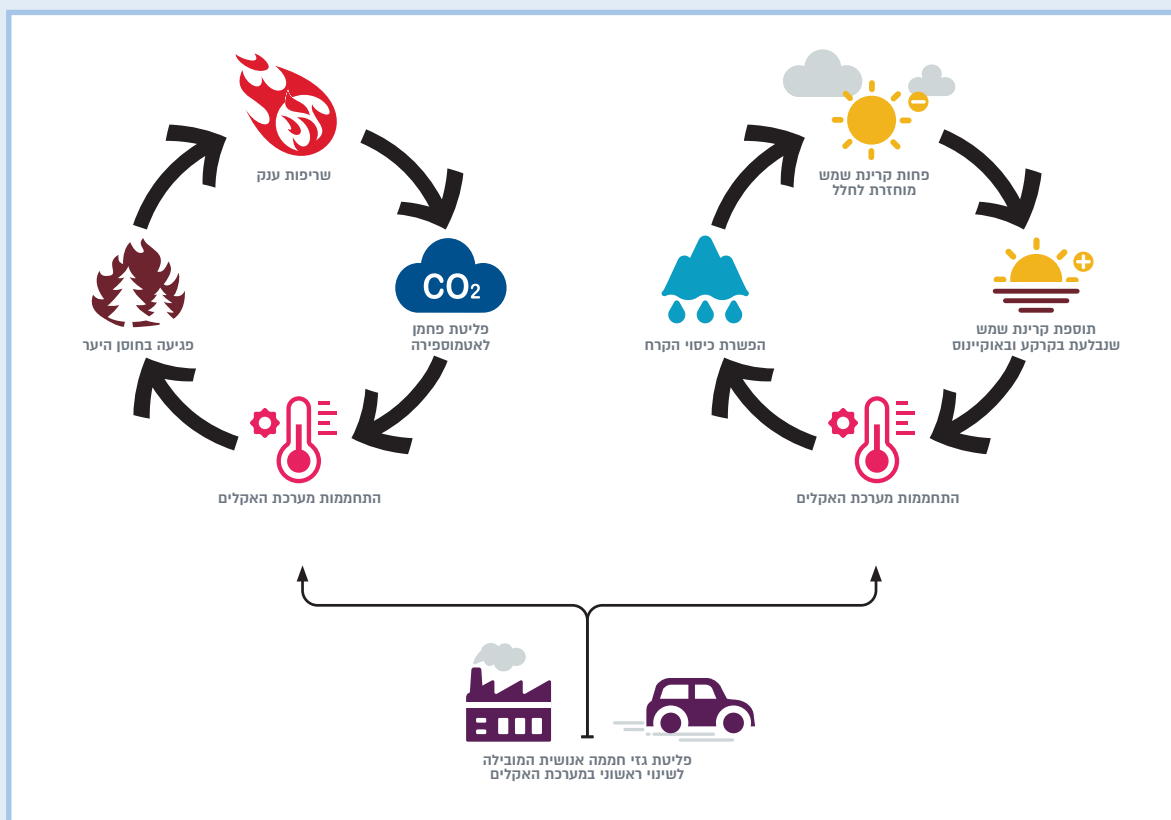 פחות קרינת שמש
מוחזרת לחלל
תוספת קרינת שמש
שנבלעת בקרקע ובאוקיינוס
התחממות מערכת האקלים
הפשרת כיסוי הקרח
שריפות ענק
CO₂
פליטת פחמן
לאטמוספירה
התחממות מערכת האקלים
פגיעה בחוסן היער
פליטת גזי חממה אנושית המובילה
לשינוי ראשוני במערכת האקלים